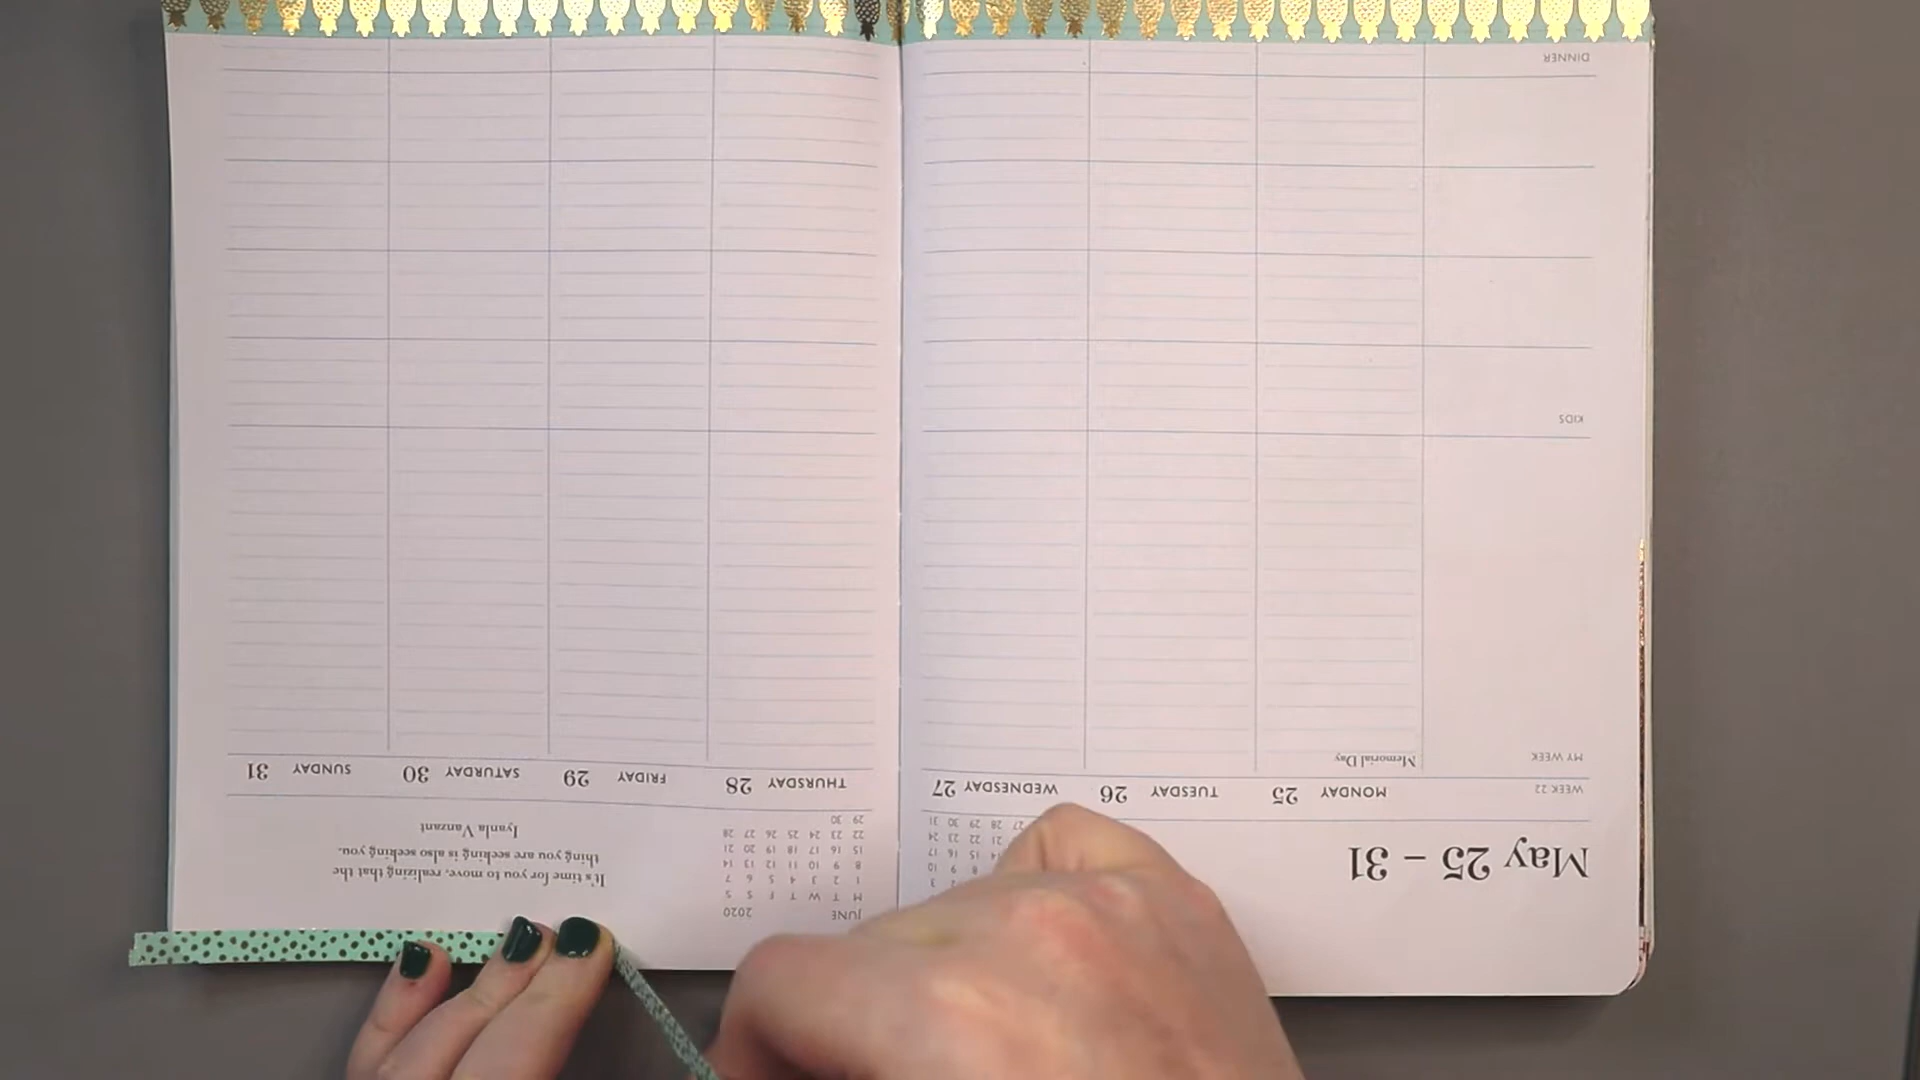 May 25 – 31
WEEK 22
MONDAY 25
TUESDAY 26
WEDNESDAY 27
MY WEEK
Memorial Day
KIDS
DINNER
JUNE 2020
M T W T F S S
1 2 3 4 5 6 7
8 9 10 11 12 13 14
15 16 17 18 19 20 21
22 23 24 25 26 27 28
29 30
It's time for you to move, realizing that the
thing you are seeking is also seeking you.
Iyanla Vanzant
THURSDAY 28
FRIDAY 29
SATURDAY 30
SUNDAY 31